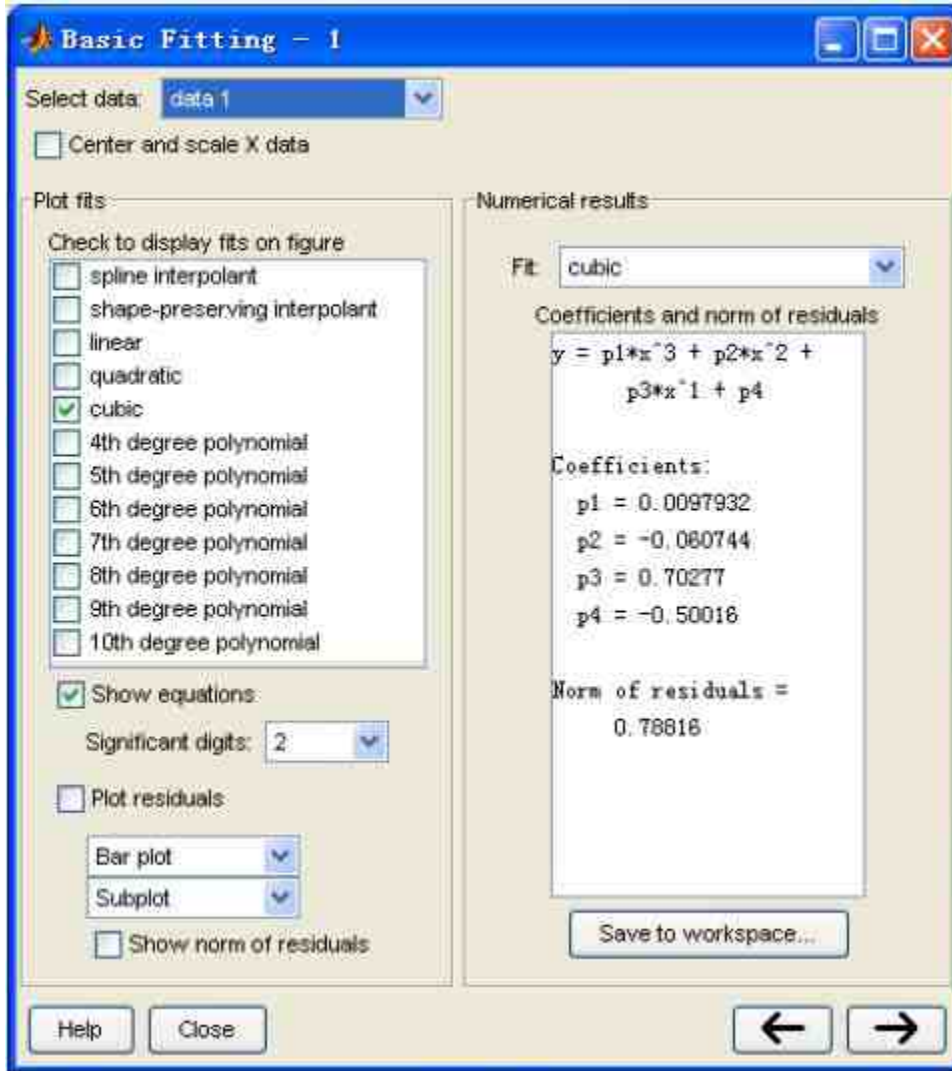 Basic Fitting - 1
Select data: data 1
Center and scale X data
Plot fits
Check to display fits on figure
spline interpolant
shape-preserving interpolant
linear
quadratic
cubic
4th degree polynomial
5th degree polynomial
6th degree polynomial
7th degree polynomial
8th degree polynomial
9th degree polynomial
10th degree polynomial
Show equations
Significant digits: 2
Plot residuals
Bar plot
Subplot
Show norm of residuals
Numerical results
Fit: cubic
Coefficients and norm of residuals
y = p1*x^3 + p2*x^2 +
p3*x^1 + p4
Coefficients:
p1 = 0.0097932
p2 = -0.060744
p3 = 0.70277
p4 = -0.50016
Norm of residuals =
0.78816
Save to workspace...
Help
Close